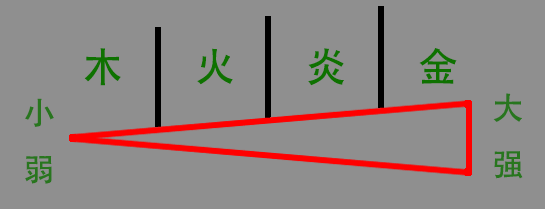 木 火 炎 金
小 大
弱 强